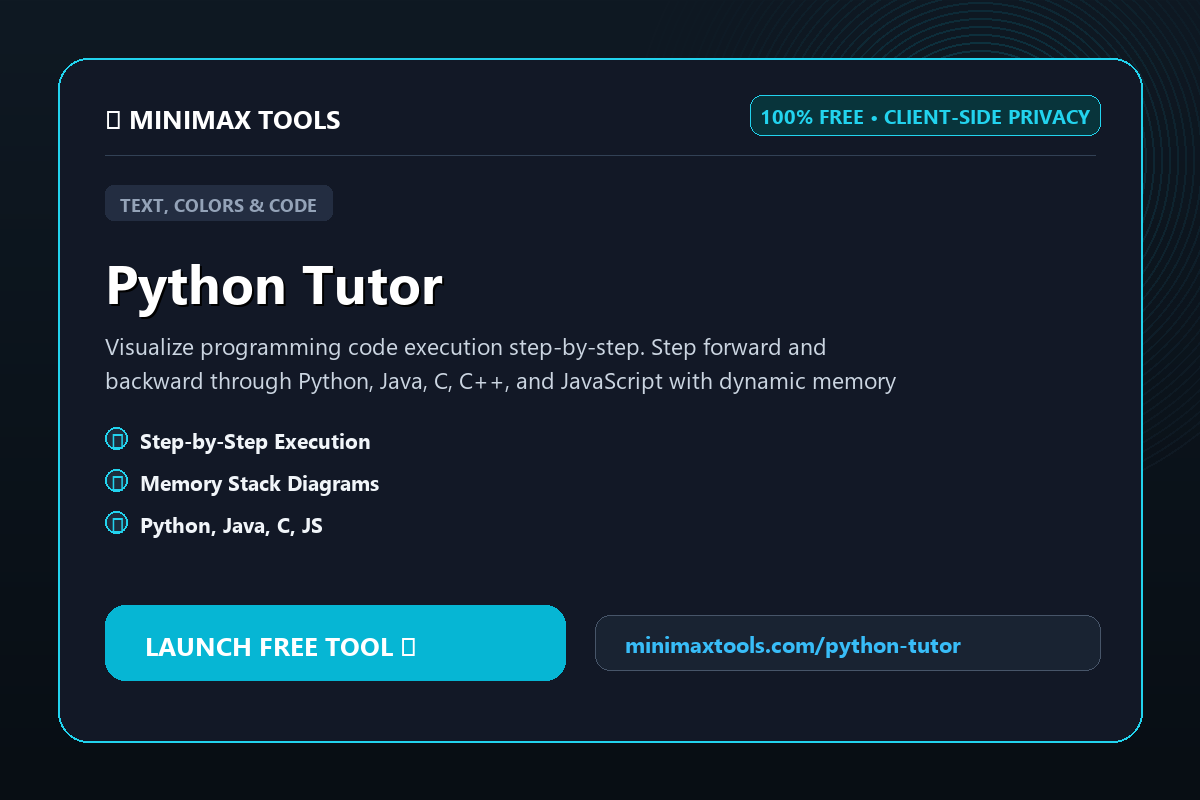 MINIMAX TOOLS
100% FREE • CLIENT-SIDE PRIVACY
TEXT, COLORS & CODE
Python Tutor
Visualize programming code execution step-by-step. Step forward and
backward through Python, Java, C, C++, and JavaScript with dynamic memory
Step-by-Step Execution
Memory Stack Diagrams
Python, Java, C, JS
LAUNCH FREE TOOL
minimaxtools.com/python-tutor